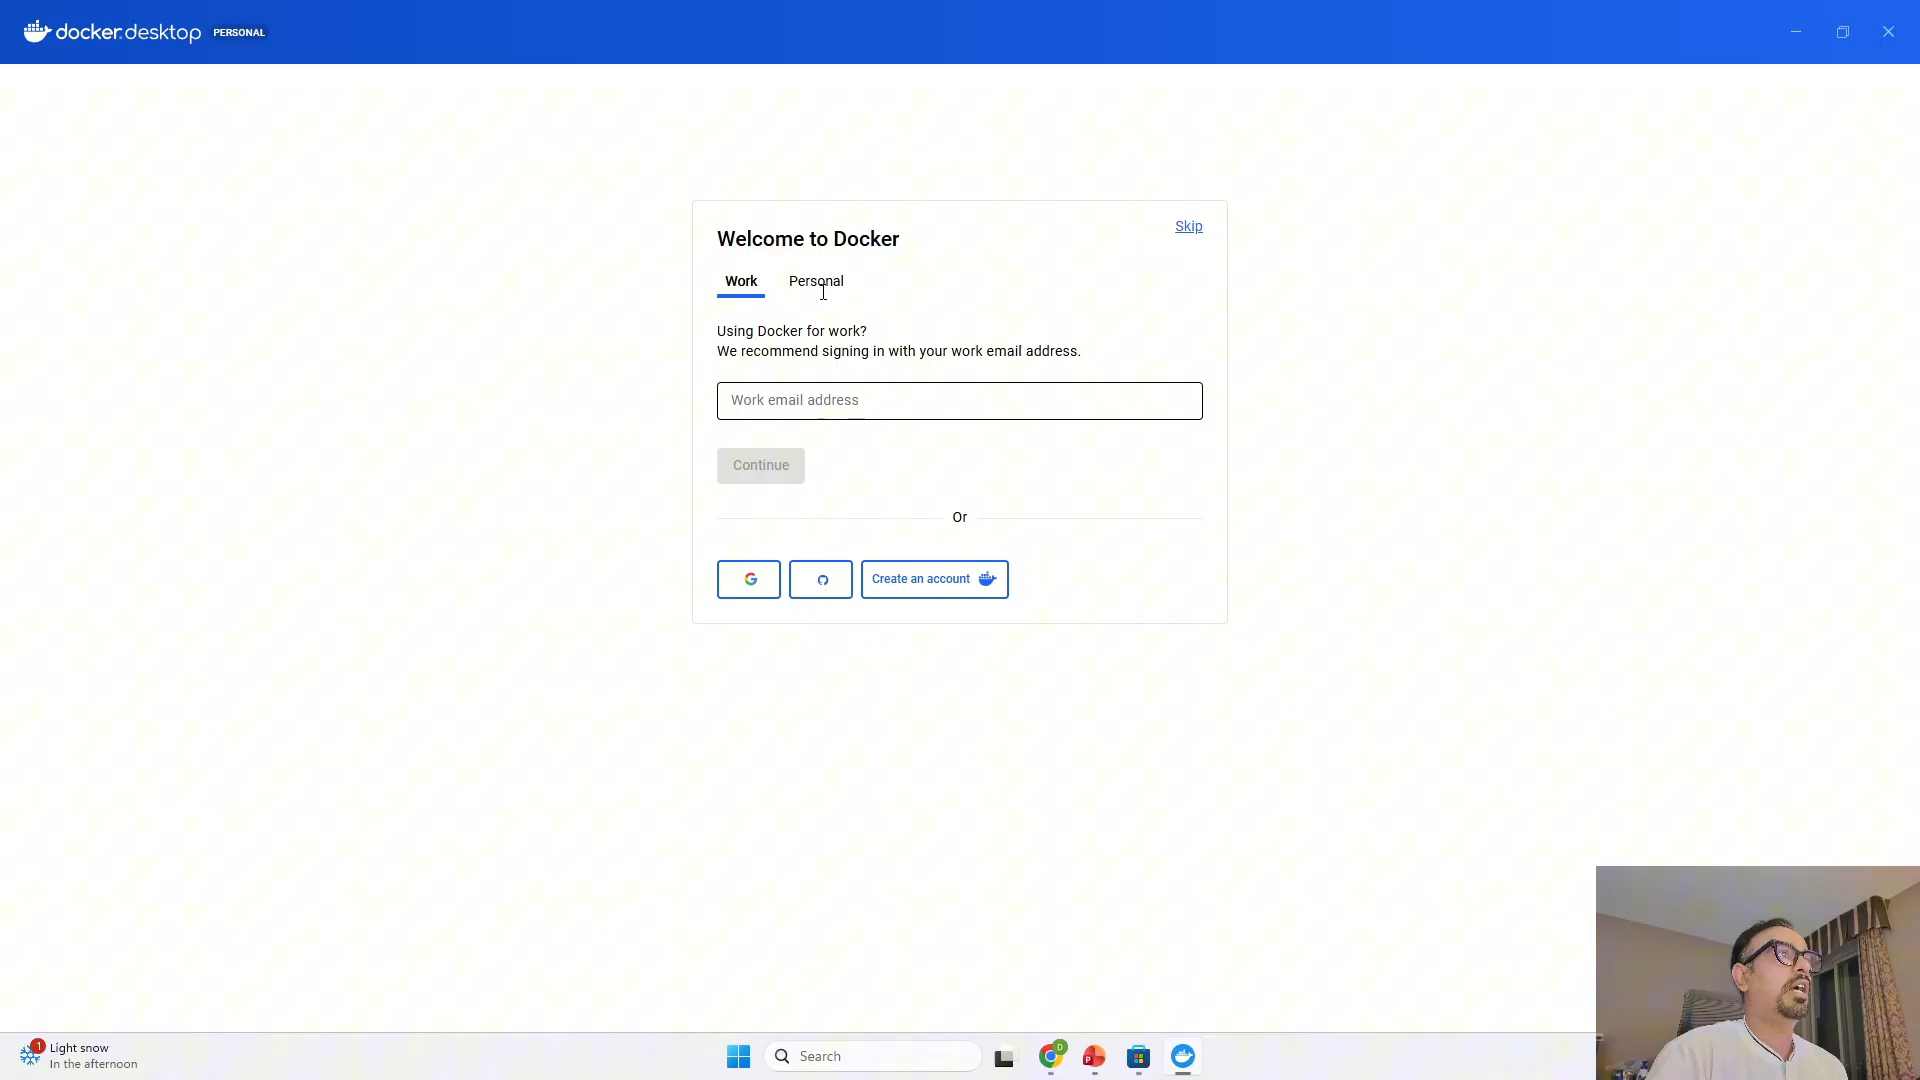 docker.desktop PERSONAL
Skip
Welcome to Docker
Work Personal
Using Docker for work?
We recommend signing in with your work email address.
Work email address
Continue
Or
Create an account
1
Light snow
In the afternoon
Search
D
P